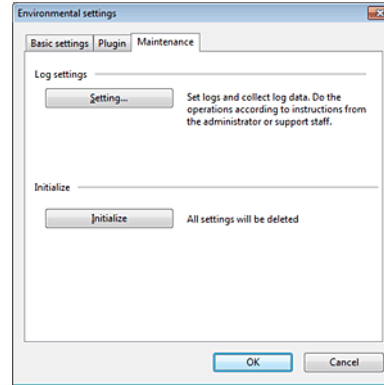 Environmental settings
Basic settings Plugin Maintenance
Log settings
Setting... Set logs and collect log data. Do the
operations according to instructions from
the administrator or support staff.
Initialize
Initialize All settings will be deleted
OK Cancel